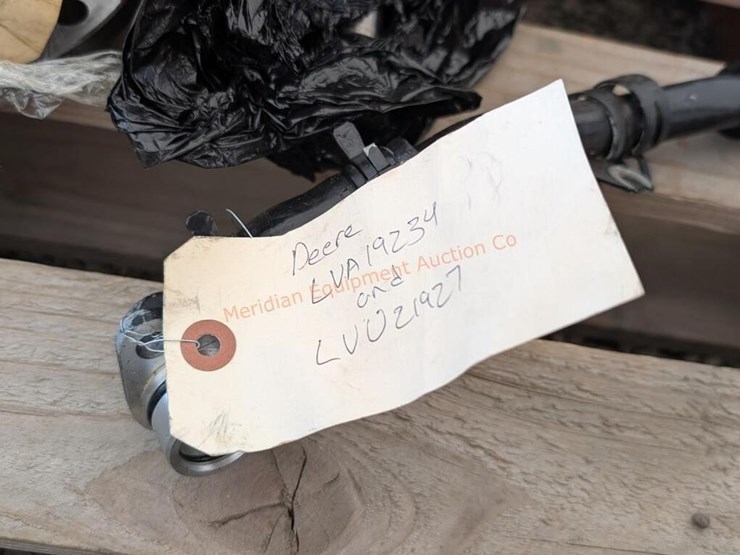 Deere
LVA19234
Meridian Equipment Auction Co
and
LVU21927